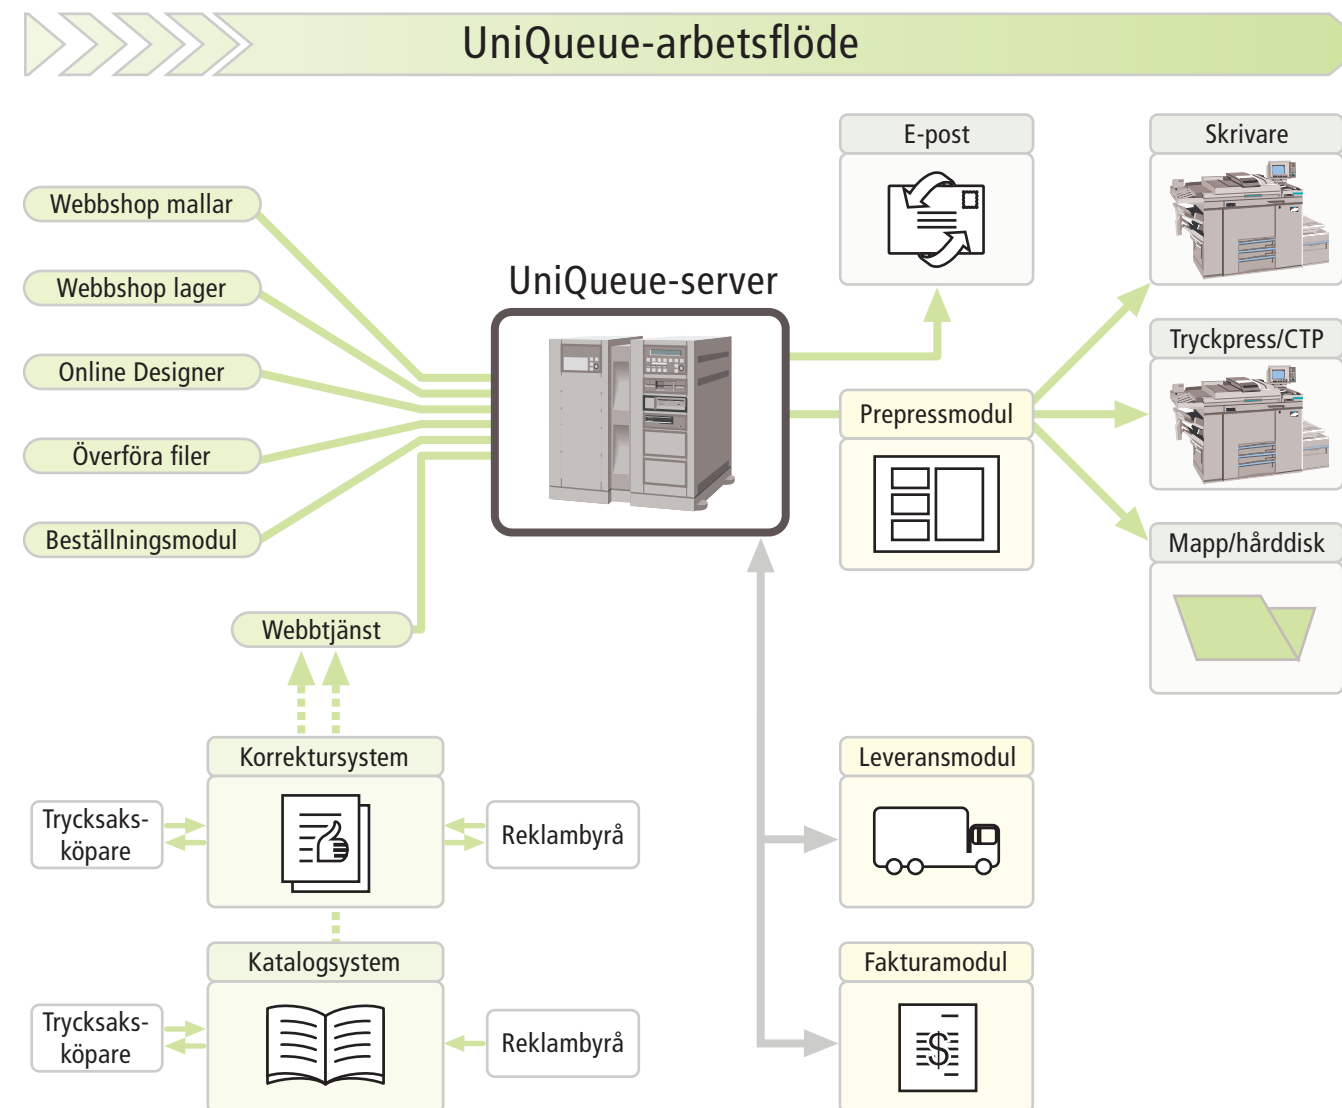 UniQueue-arbetsflöde
E-post
Skrivare
Webbshop mallar
Webbshop lager
Online Designer
Överföra filer
Beställningsmodul
Webbtjänst
UniQueue-server
Prepressmodul
Tryckpress/CTP
Mapp/hårddisk
Korrektursystem
Trycksaks-
köpare
Reklambyrå
Leveransmodul
Katalogsystem
Trycksaks-
köpare
Reklambyrå
Fakturamodul
$